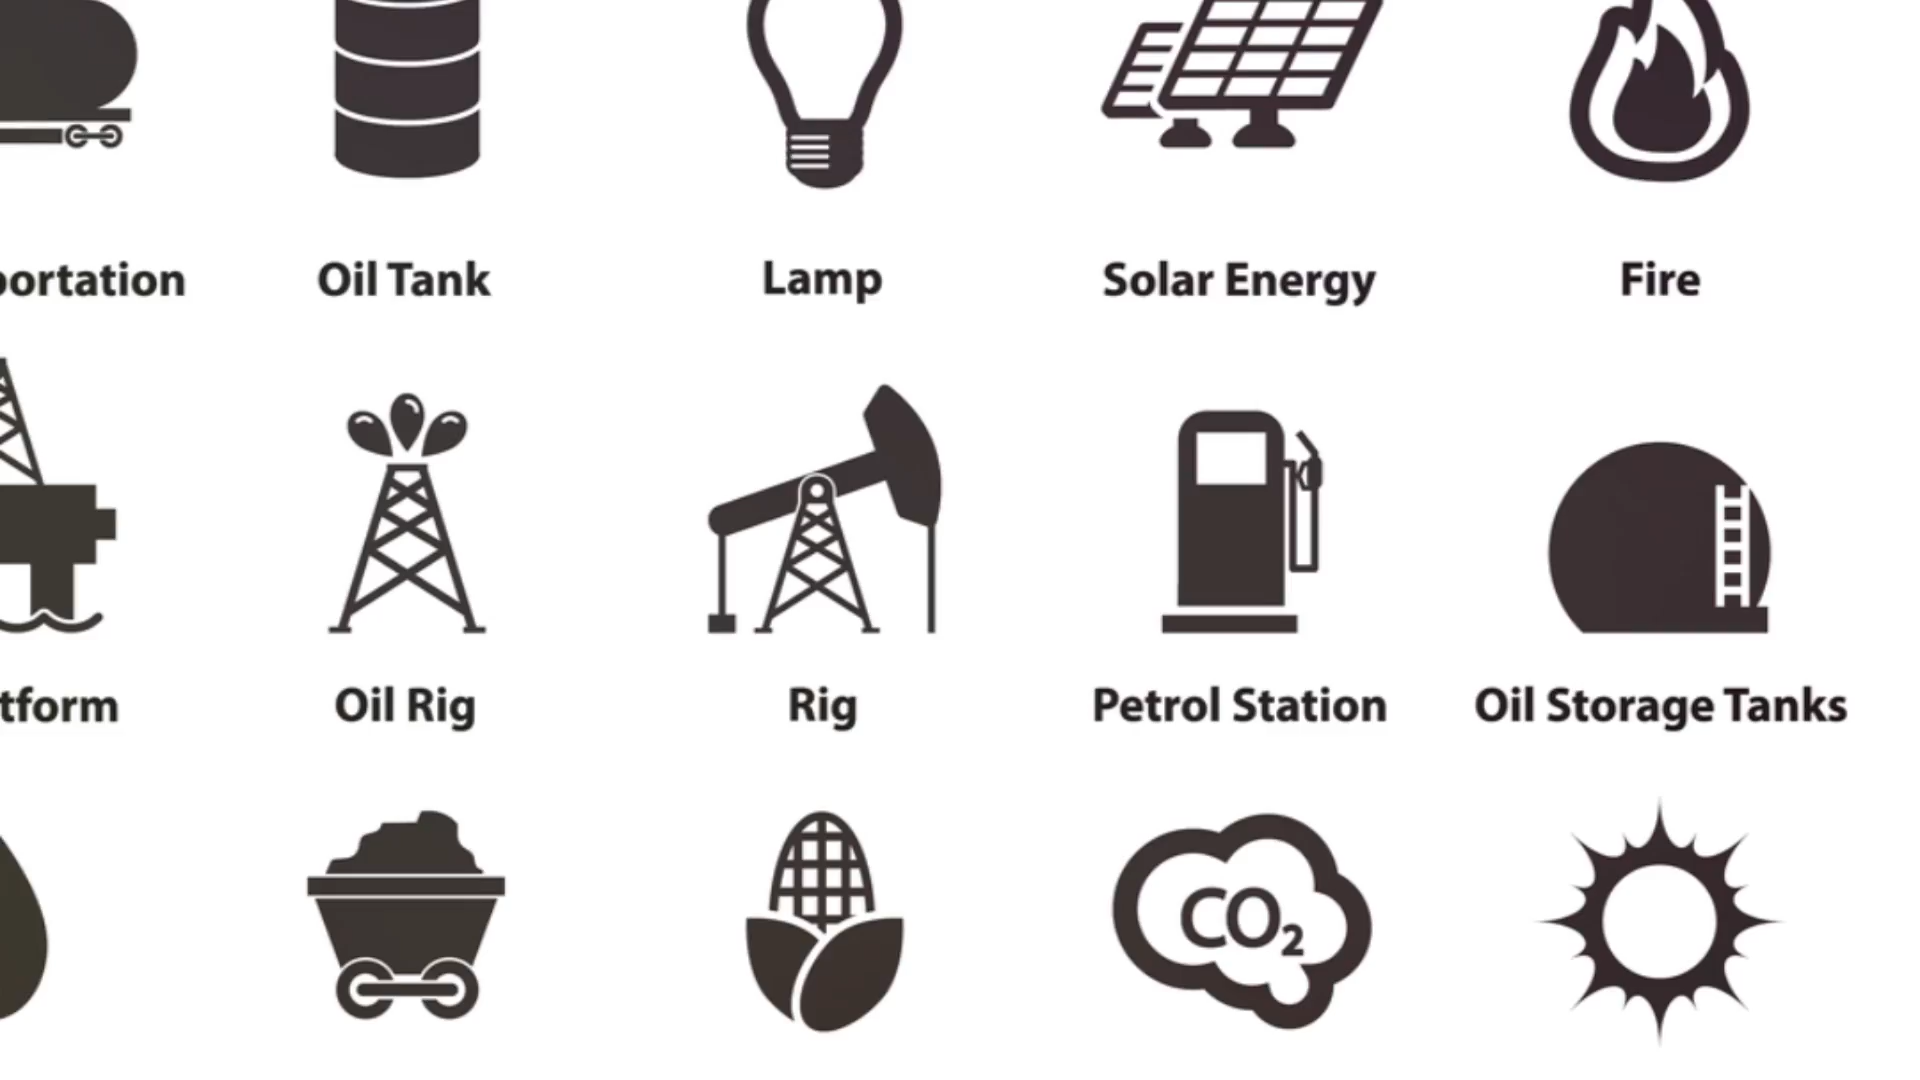 portation
Oil Tank
Lamp
Solar Energy
Fire
tform
Oil Rig
Rig
Petrol Station
Oil Storage Tanks
CO₂